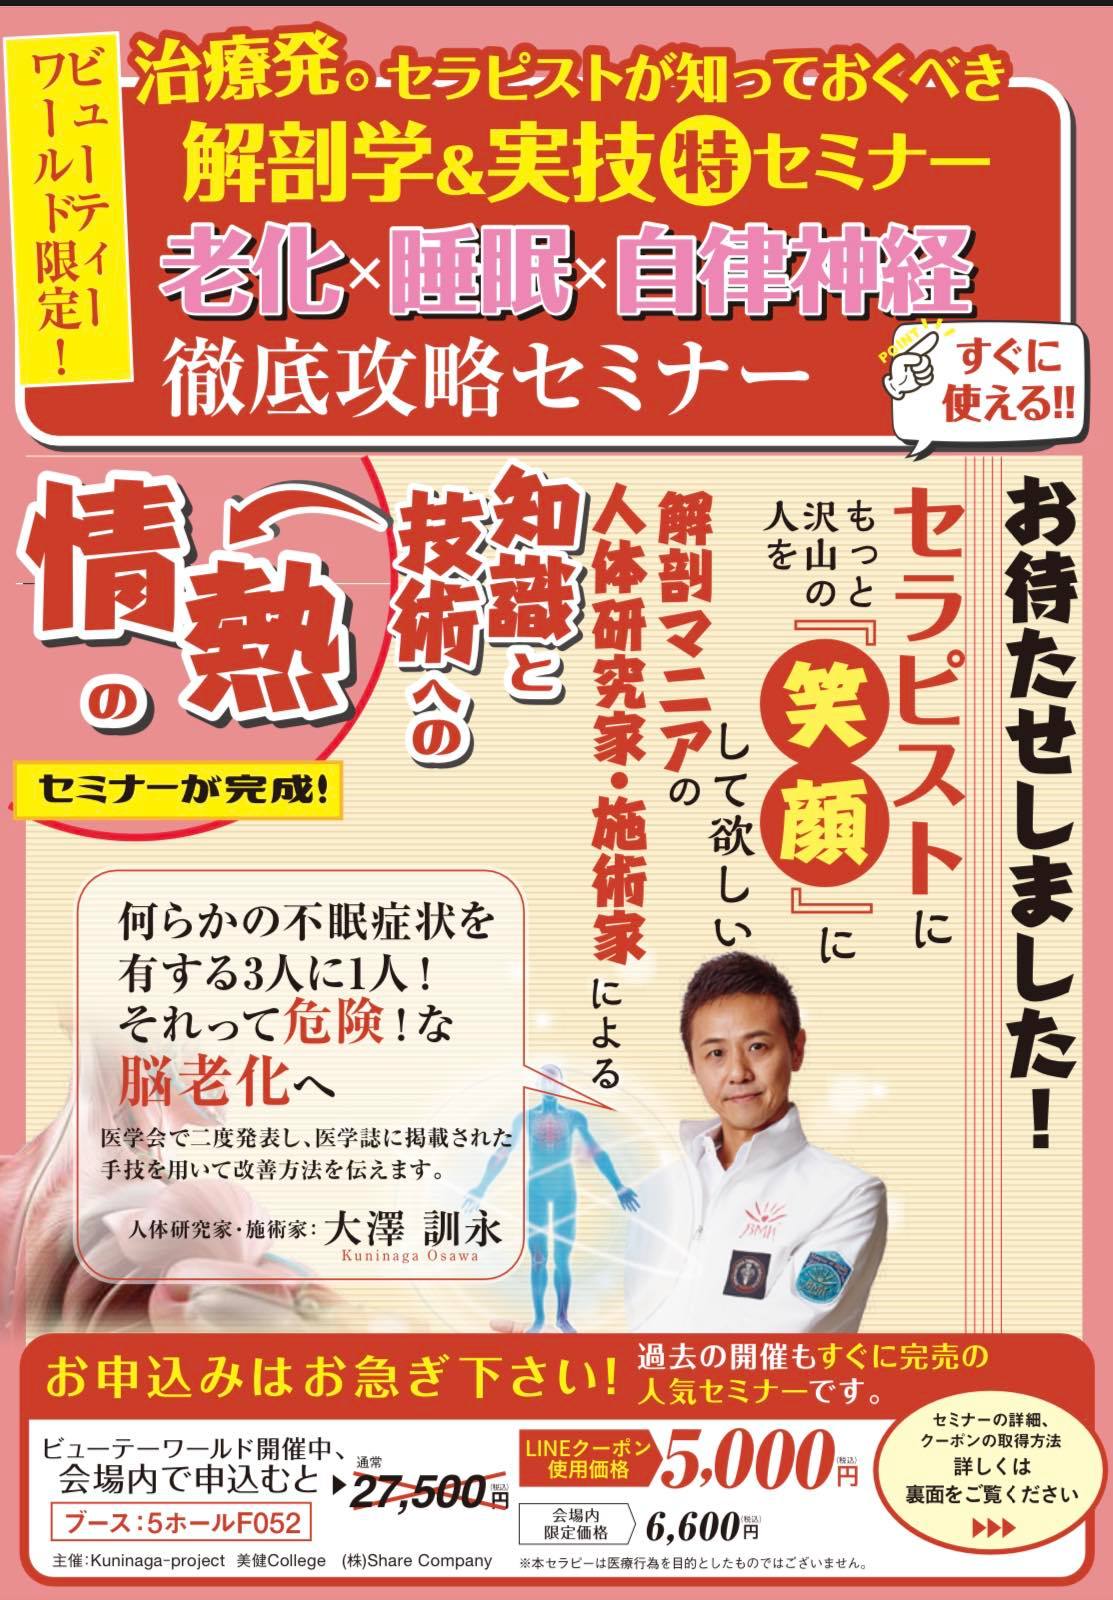 ビューティー
ワールド限定！
治療発。セラピストが知っておくべき
解剖学&実技特セミナー
老化×睡眠×自律神経
徹底攻略セミナー
POINT
すぐに
使える!!
お待たせしました！
セラピストに
もっと
沢山の
人を
『笑顔』に
して欲しい
解剖マニアの
人体研究家・施術家による
知識と
技術への
情熱の
セミナーが完成！
何らかの不眠症状を
有する3人に1人！
それって危険！な
脳老化へ
医学会で二度発表し、医学誌に掲載された
手技を用いて改善方法を伝えます。
人体研究家・施術家：大澤 訓永
Kuninaga Osawa
BMK
BMK
お申込みはお急ぎ下さい！
過去の開催もすぐに完売の
人気セミナーです。
ビューテーワールド開催中、
会場内で申込むと
ブース：5ホールF052
通常
27,500円(税込)
LINEクーポン
使用価格
5,000円(税込)
会場内
限定価格
6,600円(税込)
セミナーの詳細、
クーポンの取得方法
詳しくは
裏面をご覧ください
主催：Kuninaga-project 美健College (株)Share Company
※本セラピーは医療行為を目的としたものではございません。